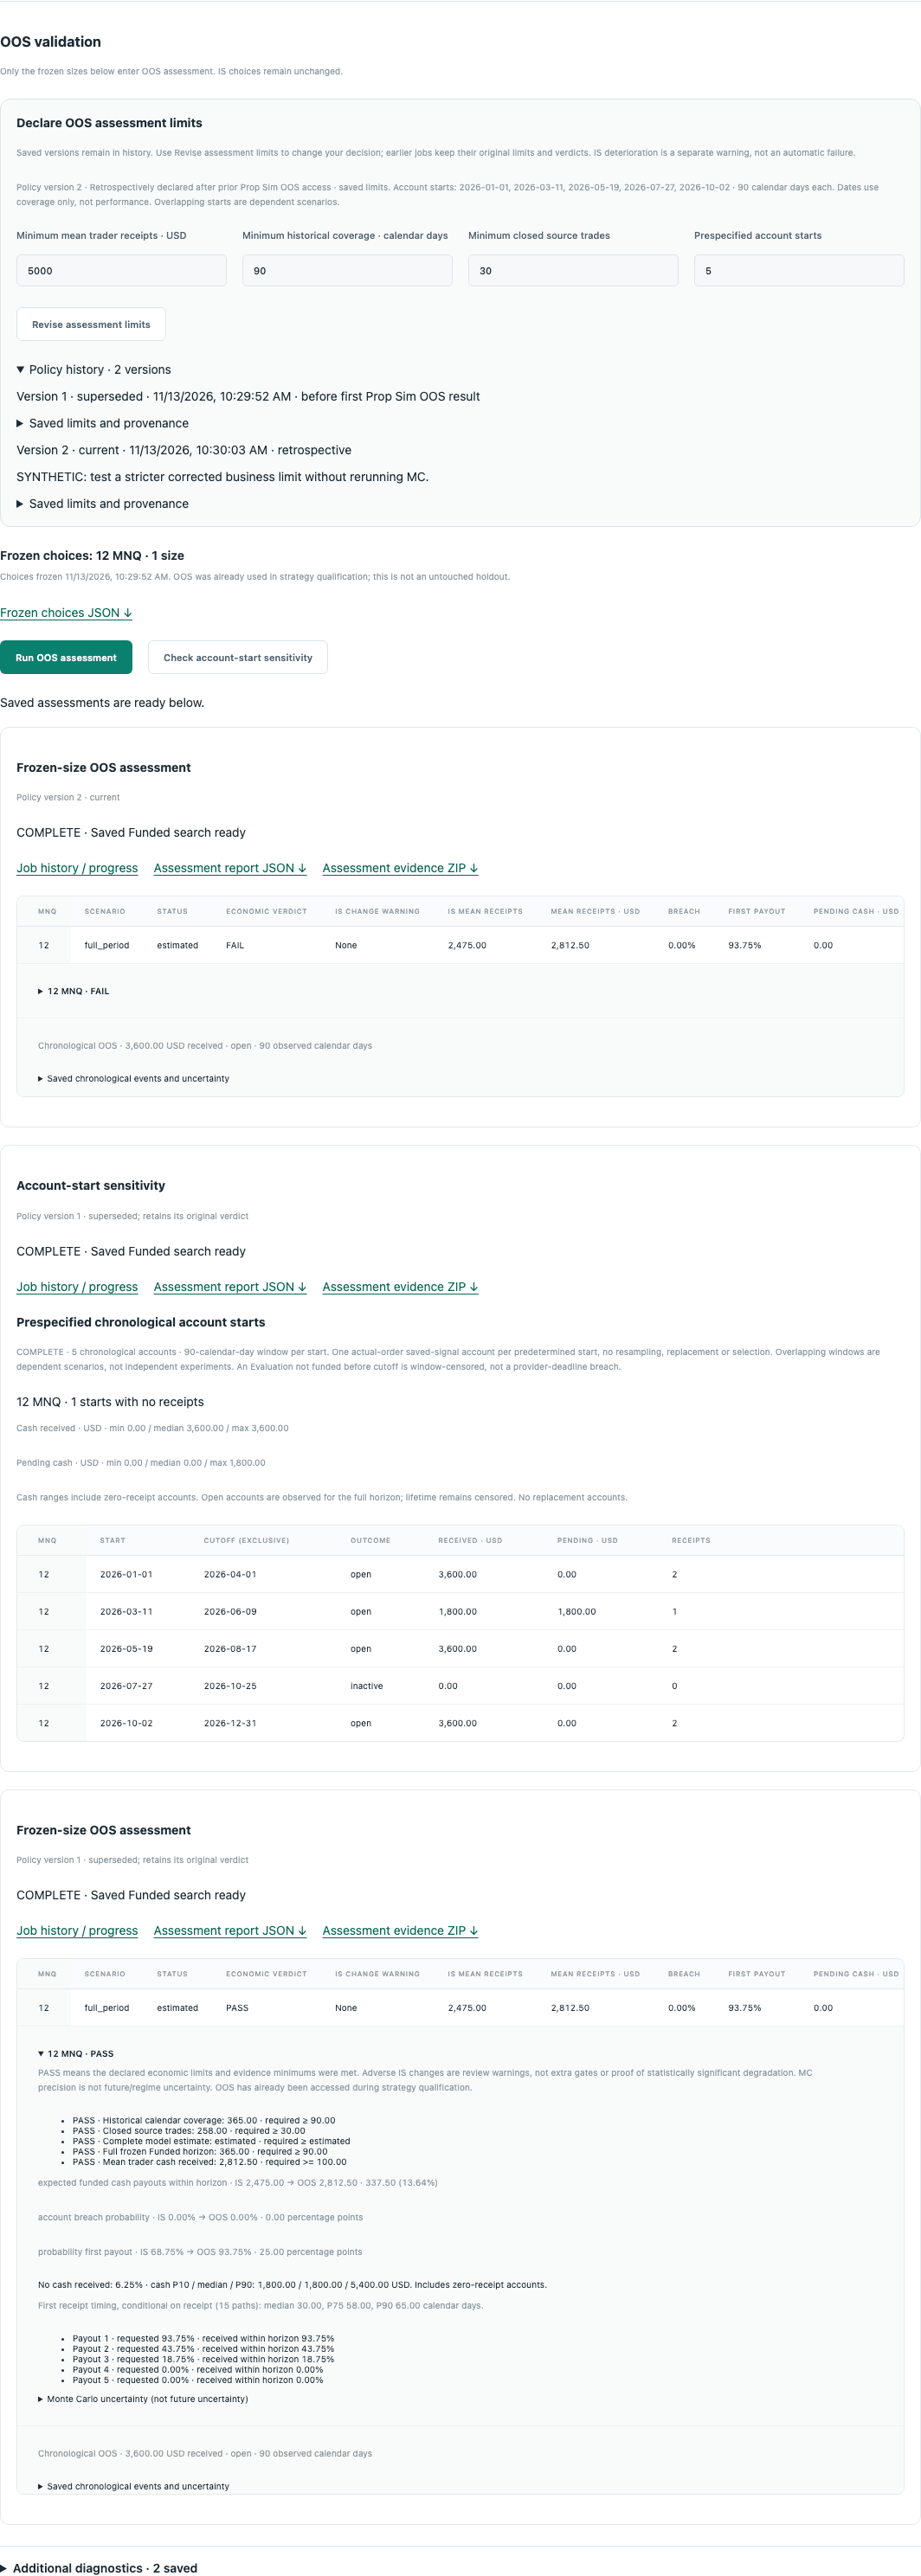 OOS validation
Only the frozen sizes below enter OOS assessment. IS choices remain unchanged.
Declare OOS assessment limits
Saved versions remain in history. Use Revise assessment limits to change your decision; earlier jobs keep their original limits and verdicts. IS deterioration is a separate warning, not an automatic failure.
Policy version 2 · Retrospectively declared after prior Prop Sim OOS access · saved limits. Account starts: 2026-01-01, 2026-03-11, 2026-05-19, 2026-07-27, 2026-10-02 · 90 calendar days each. Dates use
coverage only, not performance. Overlapping starts are dependent scenarios.
Minimum mean trader receipts · USD
Minimum historical coverage · calendar days
Minimum closed source trades
Prespecified account starts
5000
90
30
5
Revise assessment limits
▼ Policy history · 2 versions
Version 1 · superseded · 11/13/2026, 10:29:52 AM · before first Prop Sim OOS result
▶ Saved limits and provenance
Version 2 · current · 11/13/2026, 10:30:03 AM · retrospective
SYNTHETIC: test a stricter corrected business limit without rerunning MC.
▶ Saved limits and provenance
Frozen choices: 12 MNQ · 1 size
Choices frozen 11/13/2026, 10:29:52 AM. OOS was already used in strategy qualification; this is not an untouched holdout.
Frozen choices JSON ↓
Run OOS assessment
Check account-start sensitivity
Saved assessments are ready below.
Frozen-size OOS assessment
Policy version 2 · current
COMPLETE · Saved Funded search ready
Job history / progress Assessment report JSON ↓ Assessment evidence ZIP ↓
MNQ SCENARIO STATUS ECONOMIC VERDICT IS CHANGE WARNING IS MEAN RECEIPTS MEAN RECEIPTS · USD BREACH FIRST PAYOUT PENDING CASH · USD
12 full_period estimated FAIL None 2,475.00 2,812.50 0.00% 93.75% 0.00
▶ 12 MNQ · FAIL
Chronological OOS · 3,600.00 USD received · open · 90 observed calendar days
▶ Saved chronological events and uncertainty
Account-start sensitivity
Policy version 1 · superseded; retains its original verdict
COMPLETE · Saved Funded search ready
Job history / progress Assessment report JSON ↓ Assessment evidence ZIP ↓
Prespecified chronological account starts
COMPLETE · 5 chronological accounts · 90-calendar-day window per start. One actual-order saved-signal account per predetermined start, no resampling, replacement or selection. Overlapping windows are
dependent scenarios, not independent experiments. An Evaluation not funded before cutoff is window-censored, not a provider-deadline breach.
12 MNQ · 1 starts with no receipts
Cash received · USD · min 0.00 / median 3,600.00 / max 3,600.00
Pending cash · USD · min 0.00 / median 0.00 / max 1,800.00
Cash ranges include zero-receipt accounts. Open accounts are observed for the full horizon; lifetime remains censored. No replacement accounts.
MNQ START CUTOFF (EXCLUSIVE) OUTCOME RECEIVED · USD PENDING · USD RECEIPTS
12 2026-01-01 2026-04-01 open 3,600.00 0.00 2
12 2026-03-11 2026-06-09 open 1,800.00 1,800.00 1
12 2026-05-19 2026-08-17 open 3,600.00 0.00 2
12 2026-07-27 2026-10-25 inactive 0.00 0.00 0
12 2026-10-02 2026-12-31 open 3,600.00 0.00 2
Frozen-size OOS assessment
Policy version 1 · superseded; retains its original verdict
COMPLETE · Saved Funded search ready
Job history / progress Assessment report JSON ↓ Assessment evidence ZIP ↓
MNQ SCENARIO STATUS ECONOMIC VERDICT IS CHANGE WARNING IS MEAN RECEIPTS MEAN RECEIPTS · USD BREACH FIRST PAYOUT PENDING CASH · USD
12 full_period estimated PASS None 2,475.00 2,812.50 0.00% 93.75% 0.00
▼ 12 MNQ · PASS
PASS means the declared economic limits and evidence minimums were met. Adverse IS changes are review warnings, not extra gates or proof of statistically significant degradation. MC
precision is not future/regime uncertainty. OOS has already been accessed during strategy qualification.
• PASS · Historical calendar coverage: 365.00 · required ≥ 90.00
• PASS · Closed source trades: 258.00 · required ≥ 30.00
• PASS · Complete model estimate: estimated · required ≥ estimated
• PASS · Full frozen Funded horizon: 365.00 · required ≥ 90.00
• PASS · Mean trader cash received: 2,812.50 · required >= 100.00
expected funded cash payouts within horizon · IS 2,475.00 → OOS 2,812.50 · 337.50 (13.64%)
account breach probability · IS 0.00% → OOS 0.00% · 0.00 percentage points
probability first payout · IS 68.75% → OOS 93.75% · 25.00 percentage points
No cash received: 6.25% · cash P10 / median / P90: 1,800.00 / 1,800.00 / 5,400.00 USD. Includes zero-receipt accounts.
First receipt timing, conditional on receipt (15 paths): median 30.00, P75 58.00, P90 65.00 calendar days.
• Payout 1 · requested 93.75% · received within horizon 93.75%
• Payout 2 · requested 43.75% · received within horizon 43.75%
• Payout 3 · requested 18.75% · received within horizon 18.75%
• Payout 4 · requested 0.00% · received within horizon 0.00%
• Payout 5 · requested 0.00% · received within horizon 0.00%
▶ Monte Carlo uncertainty (not future uncertainty)
Chronological OOS · 3,600.00 USD received · open · 90 observed calendar days
▶ Saved chronological events and uncertainty
▶ Additional diagnostics · 2 saved